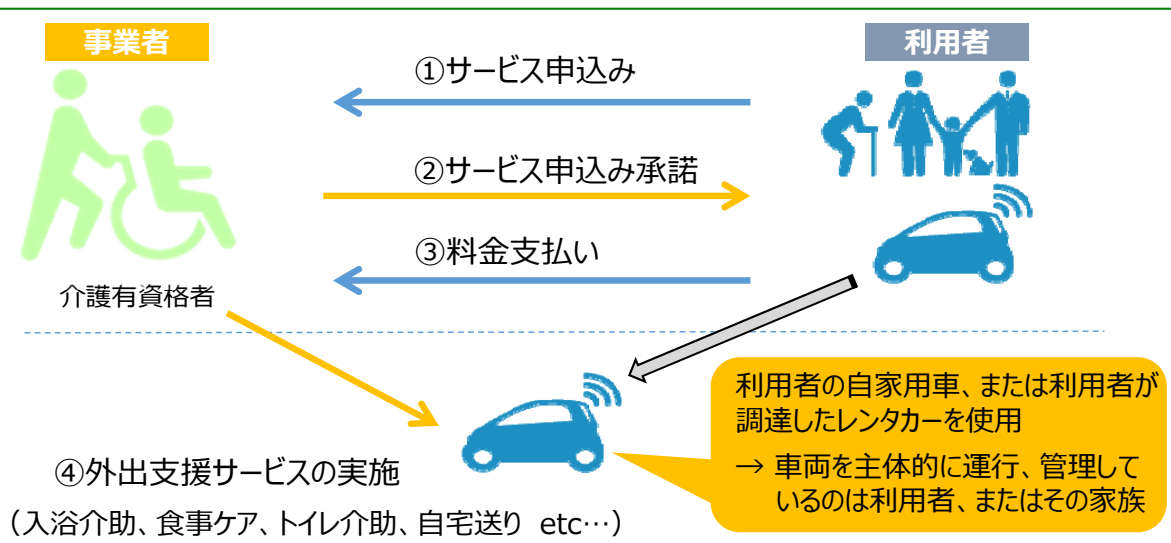 事業者
利用者
①サービス申込み
②サービス申込み承諾
③料金支払い
介護有資格者
利用者の自家用車、または利用者が
調達したレンタカーを使用
→ 車両を主体的に運行、管理して
いるのは利用者、またはその家族
④外出支援サービスの実施
（入浴介助、食事ケア、トイレ介助、自宅送り etc…）